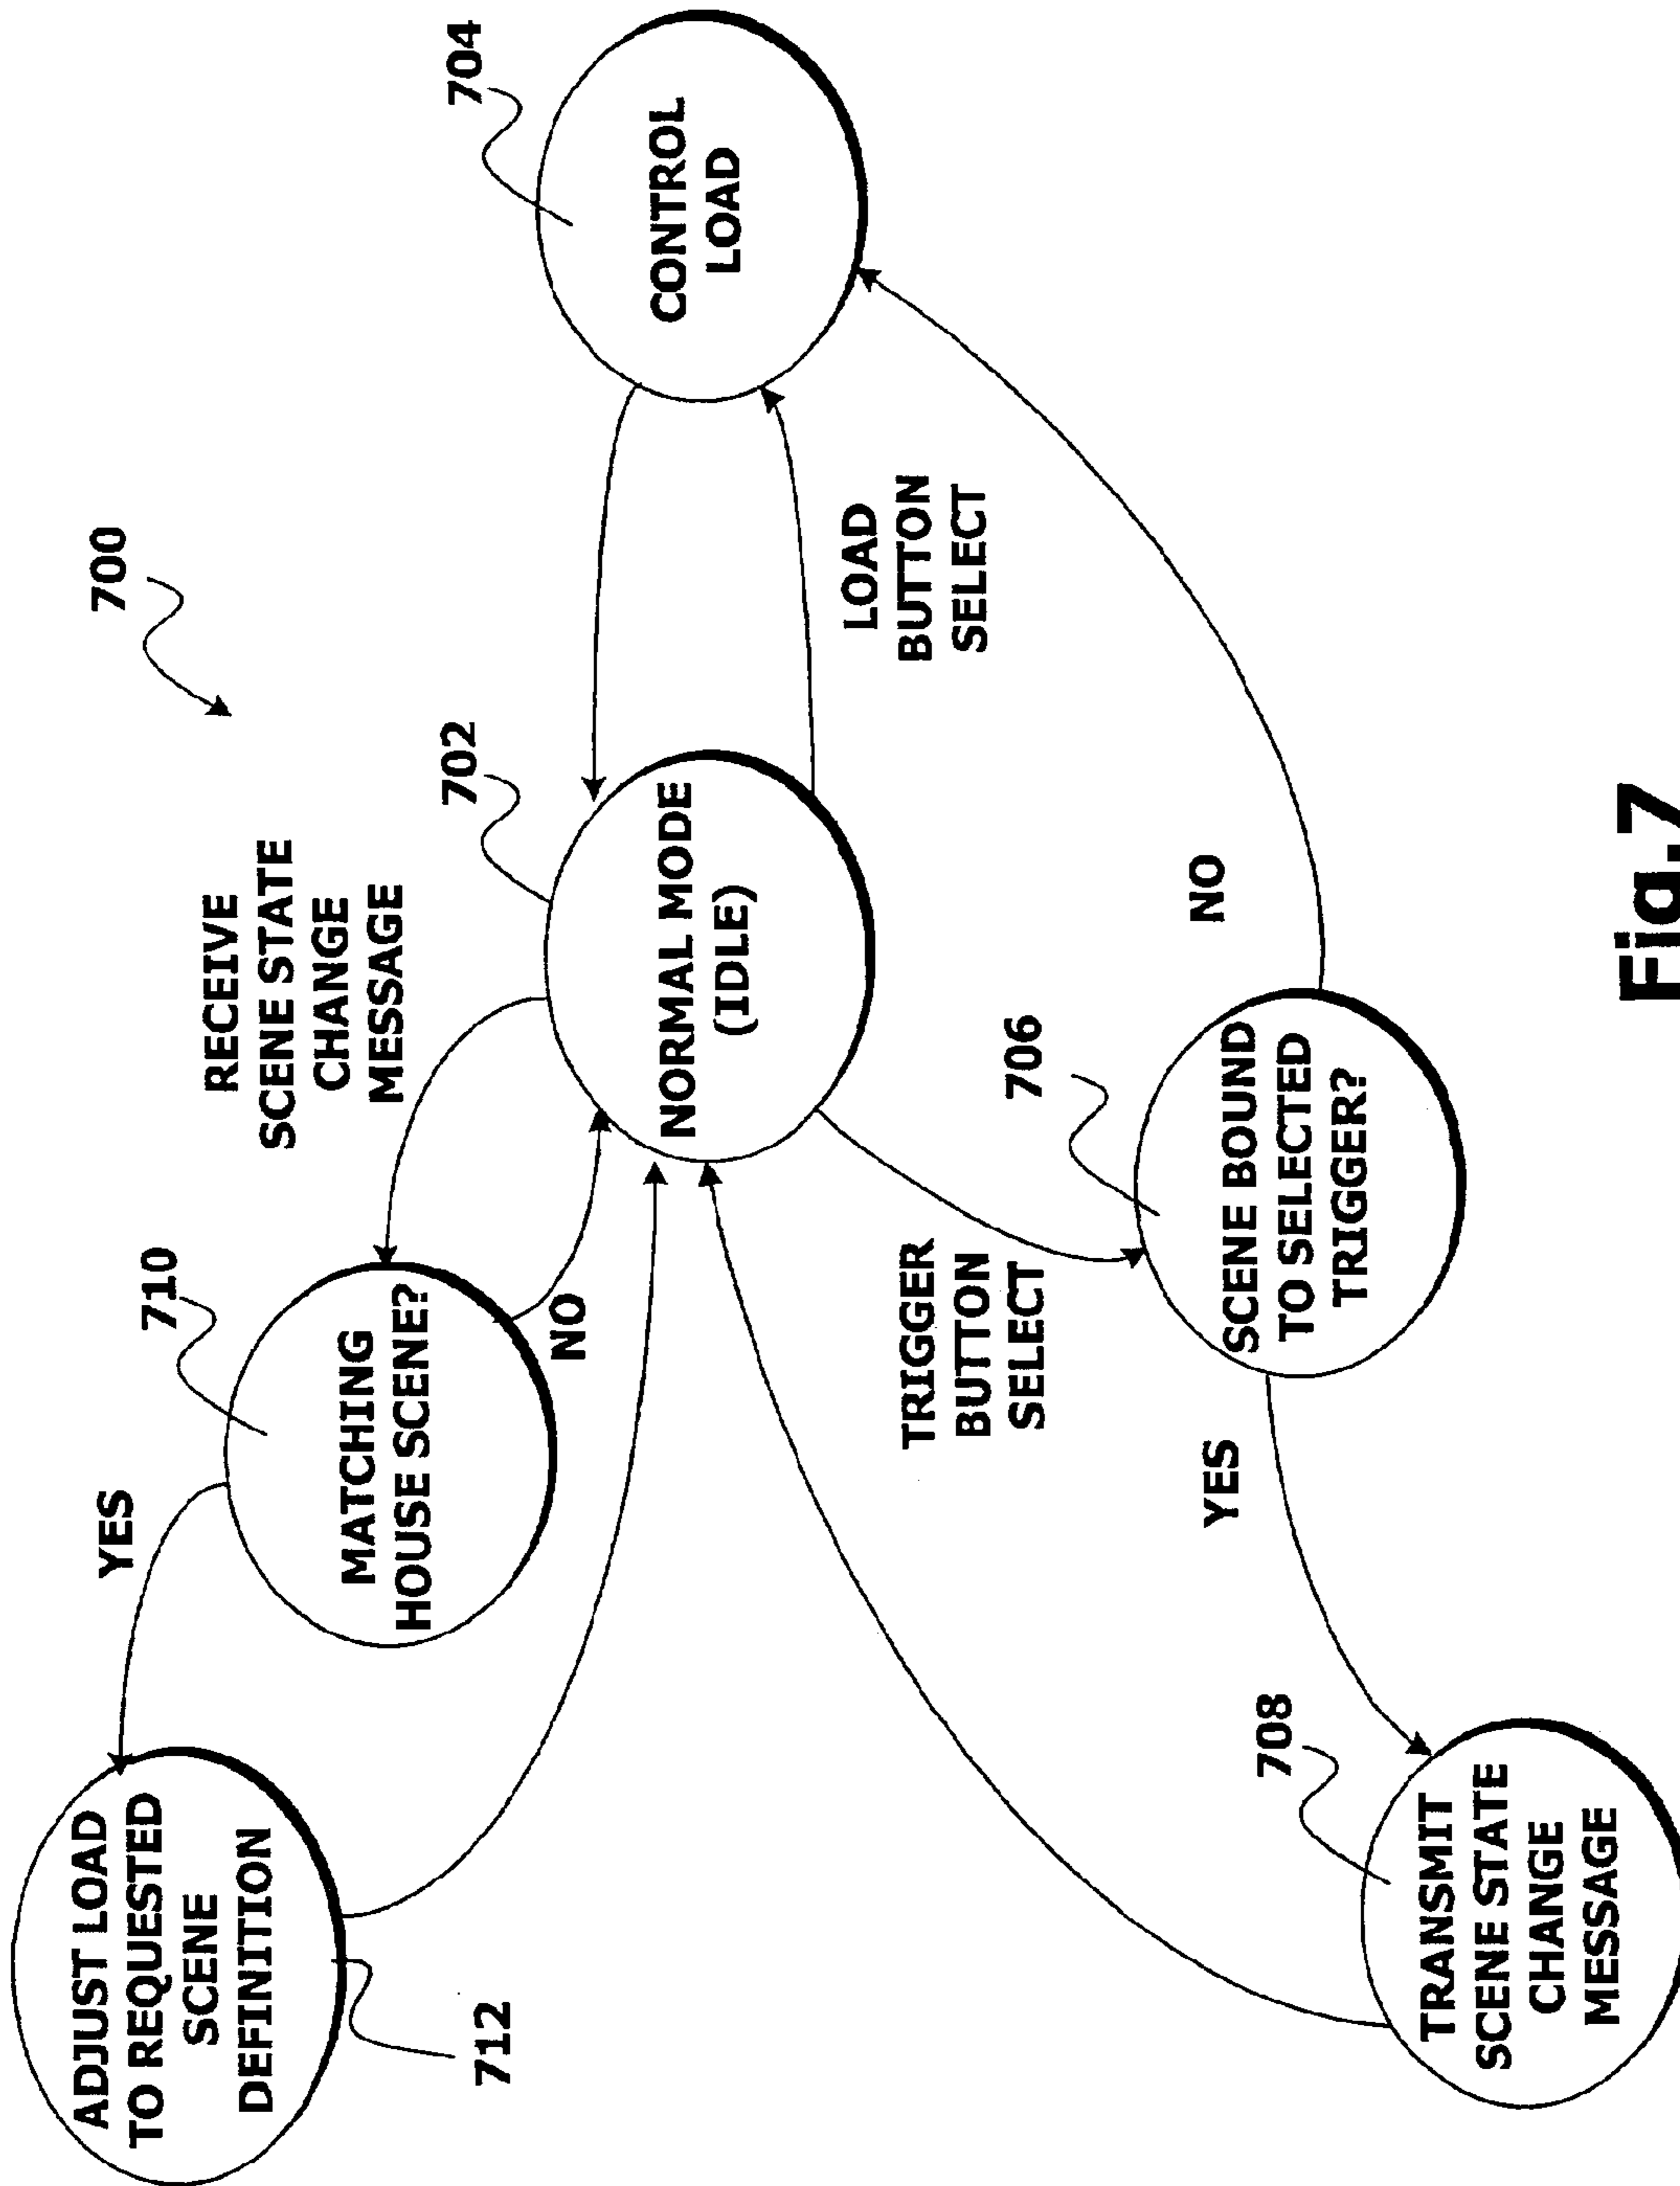 700
ADJUST LOAD
TO REQUESTED
SCENE
DEFINITION
712
YES
710
MATCHING
HOUSE SCENE?
NO
RECEIVE
SCENE STATE
CHANGE
MESSAGE
702
NORMAL MODE
(IDLE)
704
CONTROL
LOAD
LOAD
BUTTON
SELECT
TRIGGER
BUTTON
SELECT
706
SCENE BOUND
TO SELECTED
TRIGGER?
NO
YES
708
TRANSMIT
SCENE STATE
CHANGE
MESSAGE
Fig.7